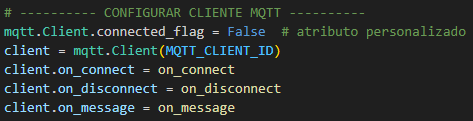 # ---------- CONFIGURAR CLIENTE MQTT ----------
mqtt.Client.connected_flag = False  # atributo personalizado
client = mqtt.Client(MQTT_CLIENT_ID)
client.on_connect = on_connect
client.on_disconnect = on_disconnect
client.on_message = on_message